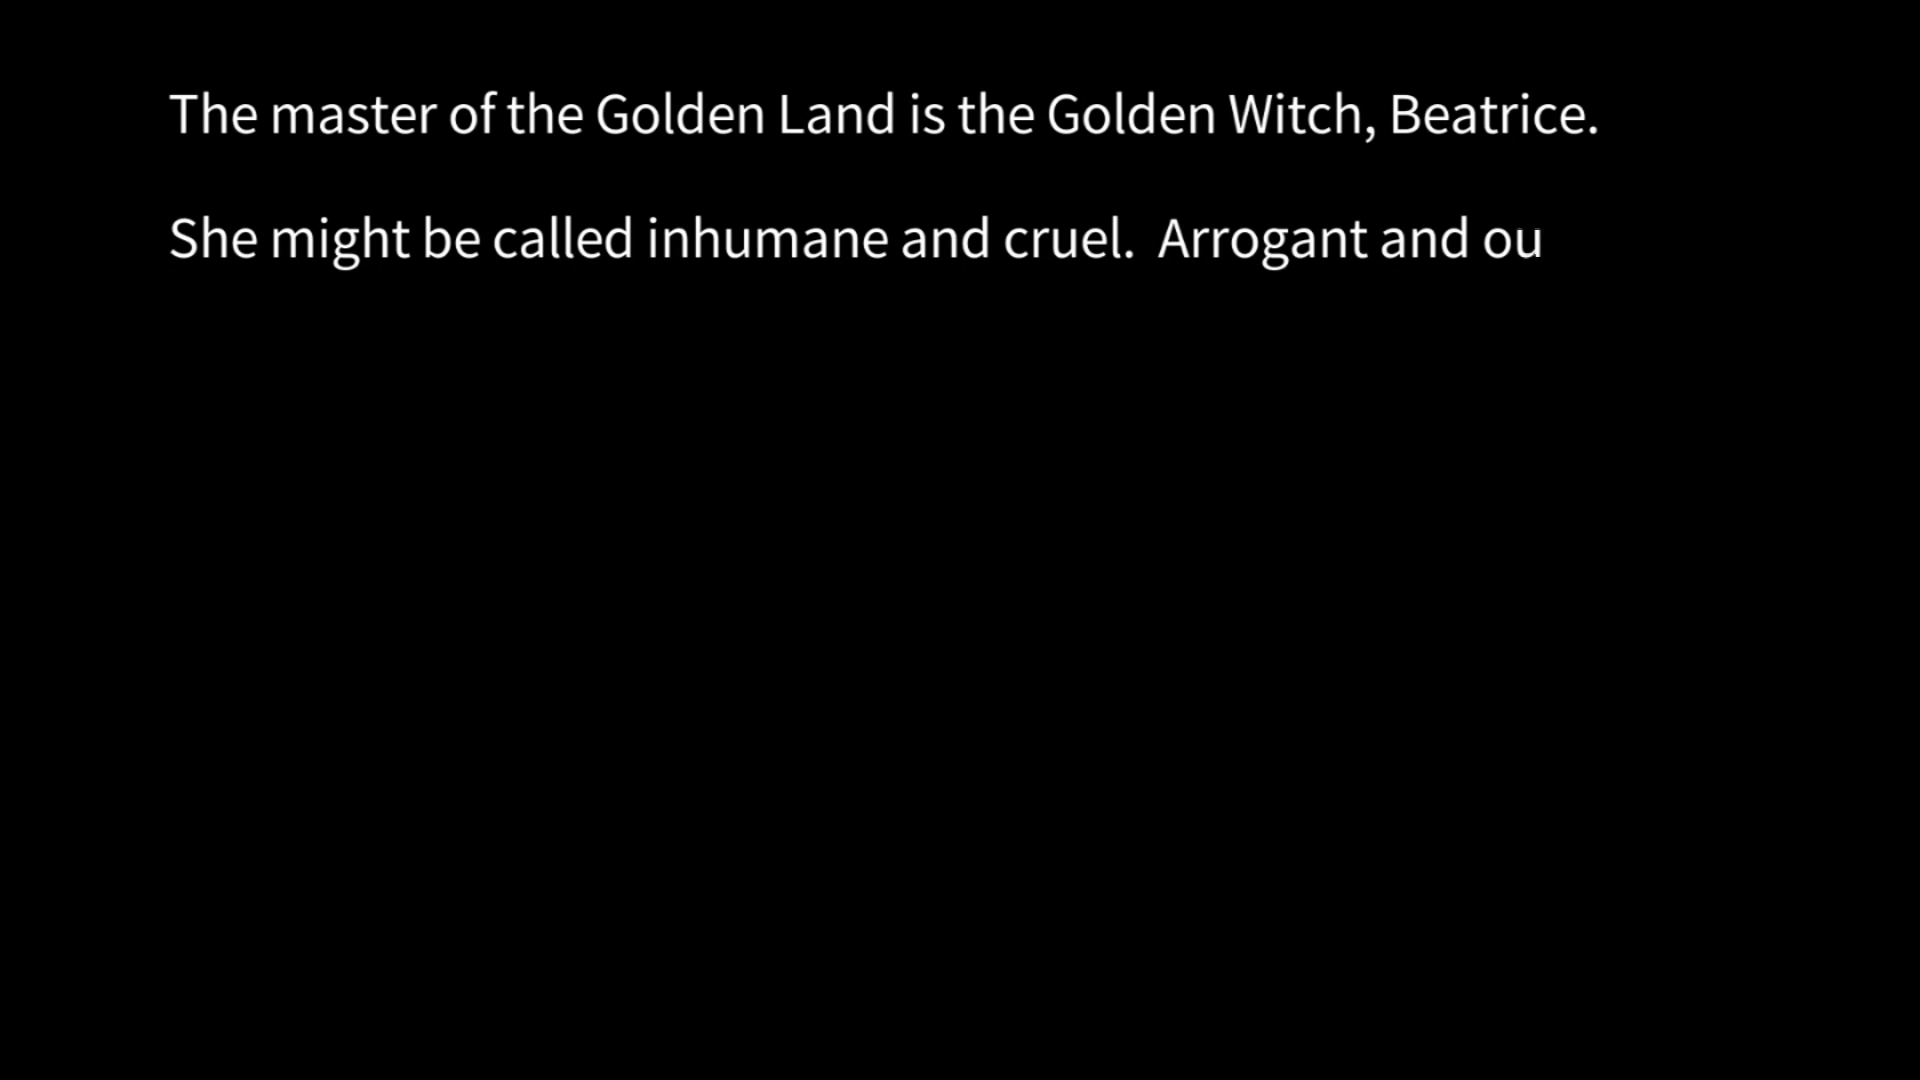 The master of the Golden Land is the Golden Witch, Beatrice.
She might be called inhumane and cruel.  Arrogant and ou